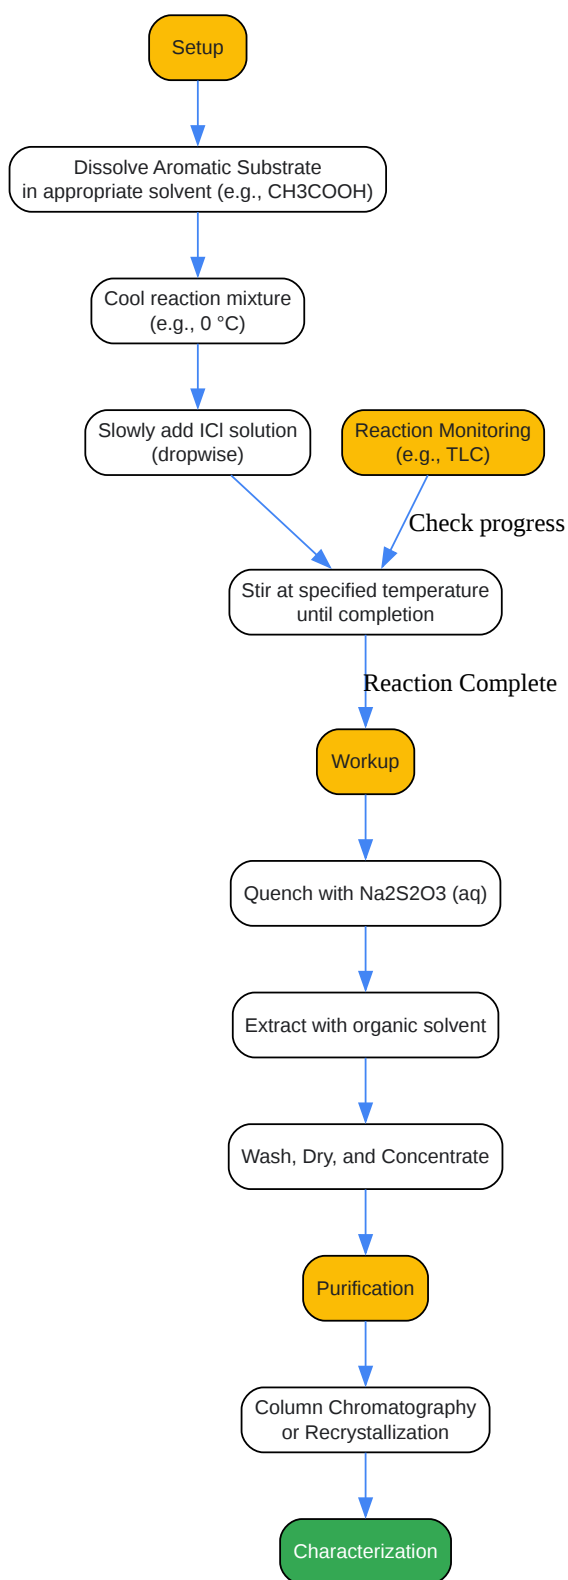 Setup
Dissolve Aromatic Substrate
in appropriate solvent (e.g., CH3COOH)
Cool reaction mixture
(e.g., 0 °C)
Slowly add ICl solution
(dropwise)
Reaction Monitoring
(e.g., TLC)
Check progress
Stir at specified temperature
until completion
Reaction Complete
Workup
Quench with Na2S2O3 (aq)
Extract with organic solvent
Wash, Dry, and Concentrate
Purification
Column Chromatography
or Recrystallization
Characterization